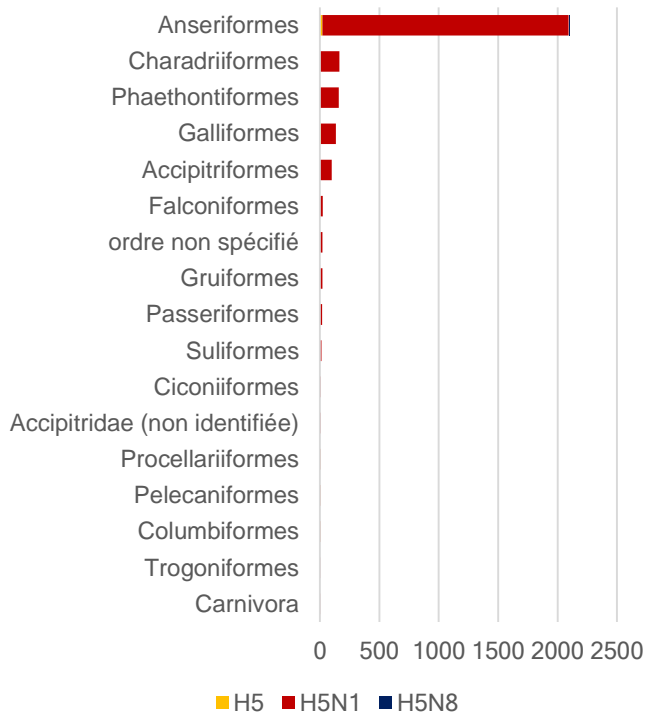 Anseriformes
Charadriiformes
Phaethontiformes
Galliformes
Accipitriformes
Falconiformes
ordre non spécifié
Gruiformes
Passeriformes
Suliformes
Ciconiiformes
Accipitridae (non identifiée)
Procellariiformes
Pelecaniformes
Columbiformes
Trogoniformes
Carnivora
0 500 1000 1500 2000 2500
H5 H5N1 H5N8